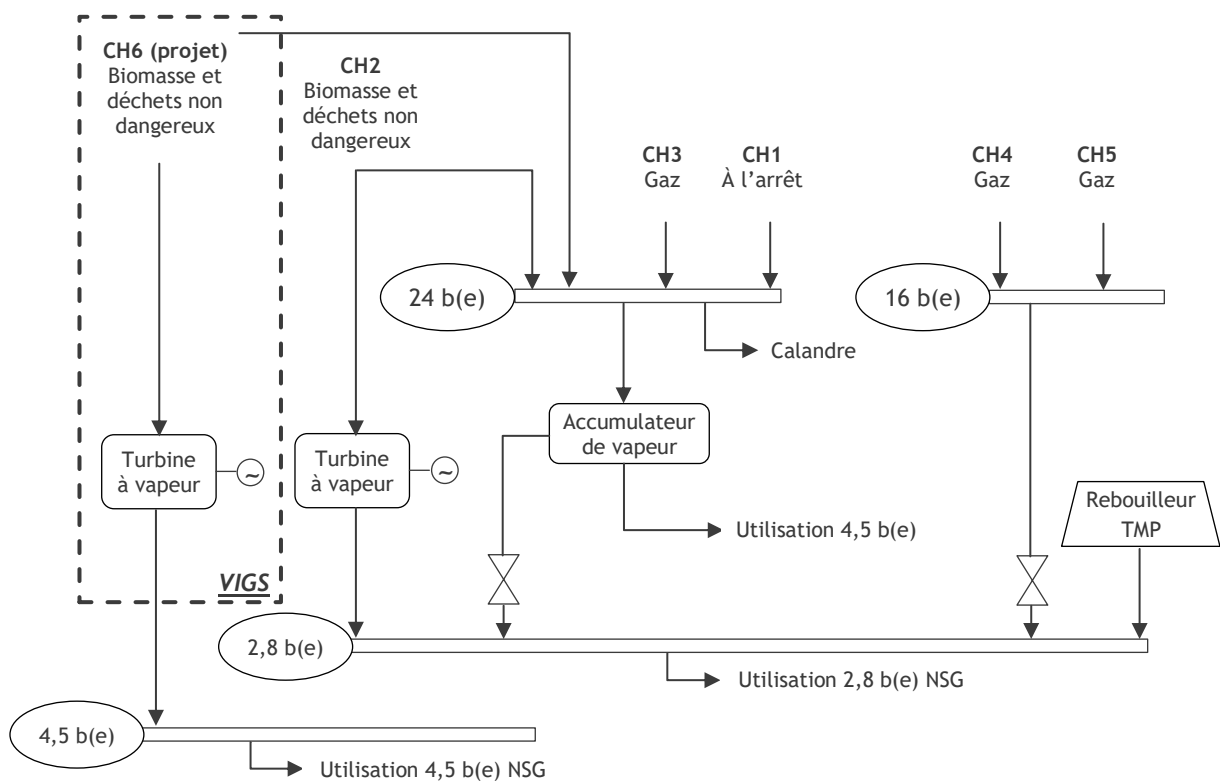 CH6 (projet)
Biomasse et
déchets non
dangereux
CH2
Biomasse et
déchets non
dangereux
CH3
Gaz
CH1
À l’arrêt
CH4
Gaz
CH5
Gaz
24 b(e)
16 b(e)
Calandre
Accumulateur
de vapeur
Turbine
à vapeur
~
Turbine
à vapeur
~
Utilisation 4,5 b(e)
Rebouilleur
TMP
VIGS
2,8 b(e)
Utilisation 2,8 b(e) NSG
4,5 b(e)
Utilisation 4,5 b(e) NSG